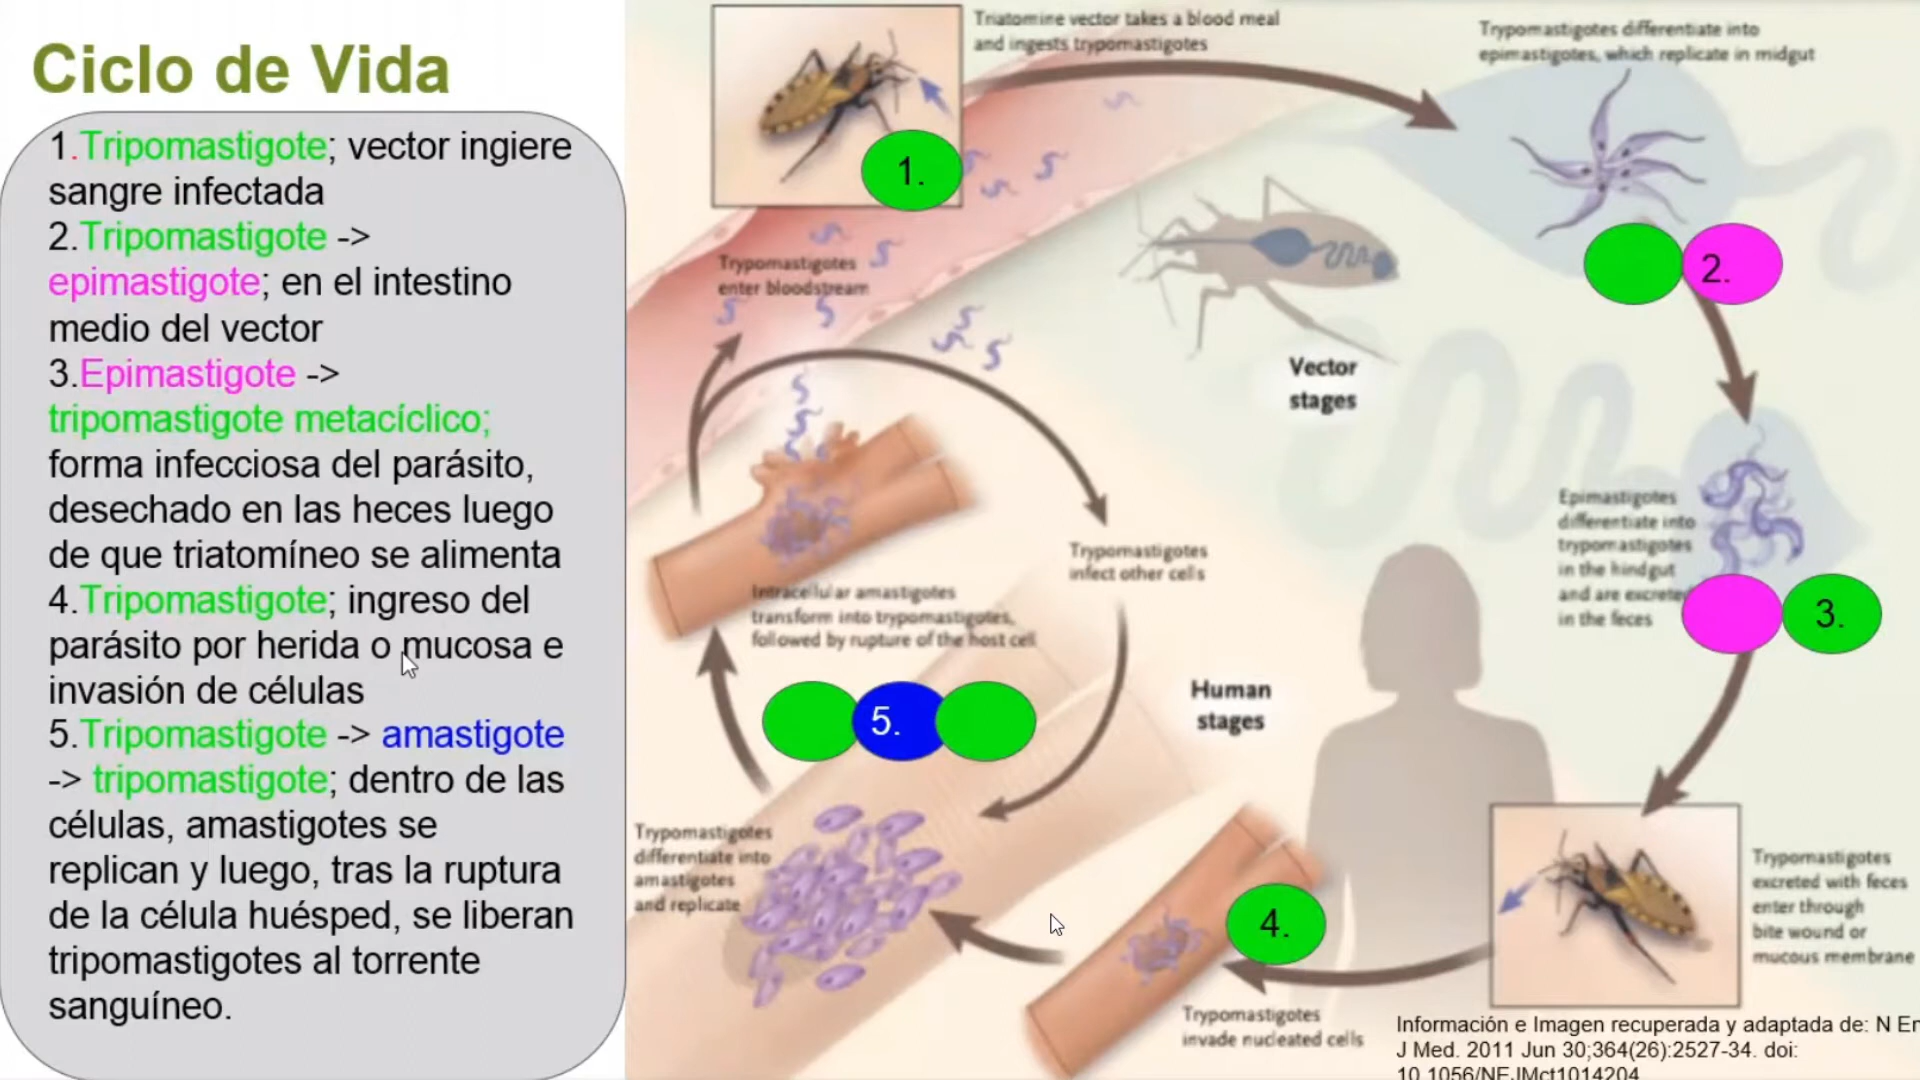 Ciclo de Vida
1.Tripomastigote; vector ingiere
sangre infectada
2.Tripomastigote ->
epimastigote; en el intestino
medio del vector
3.Epimastigote ->
tripomastigote metacíclico;
forma infecciosa del parásito,
desechado en las heces luego
de que triatomíneo se alimenta
4.Tripomastigote; ingreso del
parásito por herida o mucosa e
invasión de células
5.Tripomastigote -> amastigote
-> tripomastigote; dentro de las
células, amastigotes se
replican y luego, tras la ruptura
de la célula huésped, se liberan
tripomastigotes al torrente
sanguíneo.
Triatomine vector takes a blood meal
and ingests trypomastigotes
1.
Trypomastigotes differentiate into
epimastigotes, which replicate in midgut
2.
Trypomastigotes
enter bloodstream
Vector
stages
Epimastigotes
differentiate into
trypomastigotes
in the hindgut
and are excreted
in the feces
3.
Trypomastigotes
infect other cells
Intracellular amastigotes
transform into trypomastigotes,
followed by rupture of the host cell
5.
Human
stages
Trypomastigotes
differentiate into
amastigotes
and replicate
4.
Trypomastigotes
invade nucleated cells
Trypomastigotes
excreted with feces
enter through
bite wound or
mucous membrane
Información e Imagen recuperada y adaptada de: N En
J Med. 2011 Jun 30;364(26):2527-34. doi:
10.1056/NEJMct1014204